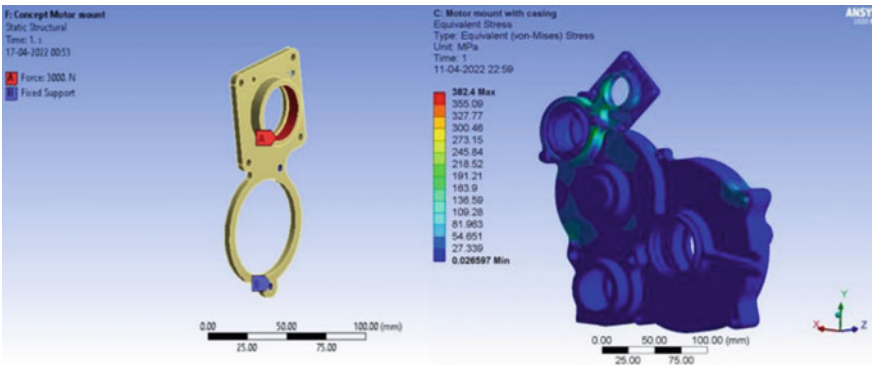 F: Concept Motor mount
Static Structural
Time: 1. s
17-04-2022 00:53
A Force: 3000. N
B Fixed Support
A
B
0.00 50.00 100.00 (mm)
25.00 75.00
C: Motor mount with casing
Equivalent Stress
Type: Equivalent (von-Mises) Stress
Unit: MPa
Time: 1
11-04-2022 22:59
382.4 Max
355.09
327.77
300.46
273.15
245.84
218.52
191.21
163.9
136.59
109.28
81.963
54.651
27.339
0.026597 Min
ANSY
Y
X Z
0.00 50.00 100.00 (mm)
25.00 75.00